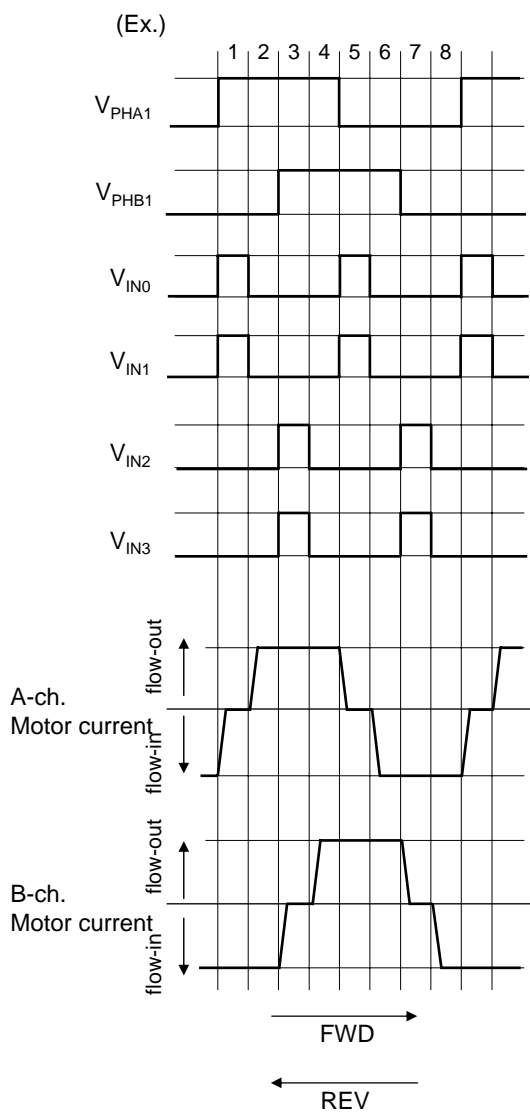 (Ex.)
1 2 3 4 5 6 7 8
VPHA1
VPHB1
VIN0
VIN1
VIN2
VIN3
flow-out
A-ch.
Motor current
flow-in
flow-out
B-ch.
Motor current
flow-in
FWD
REV